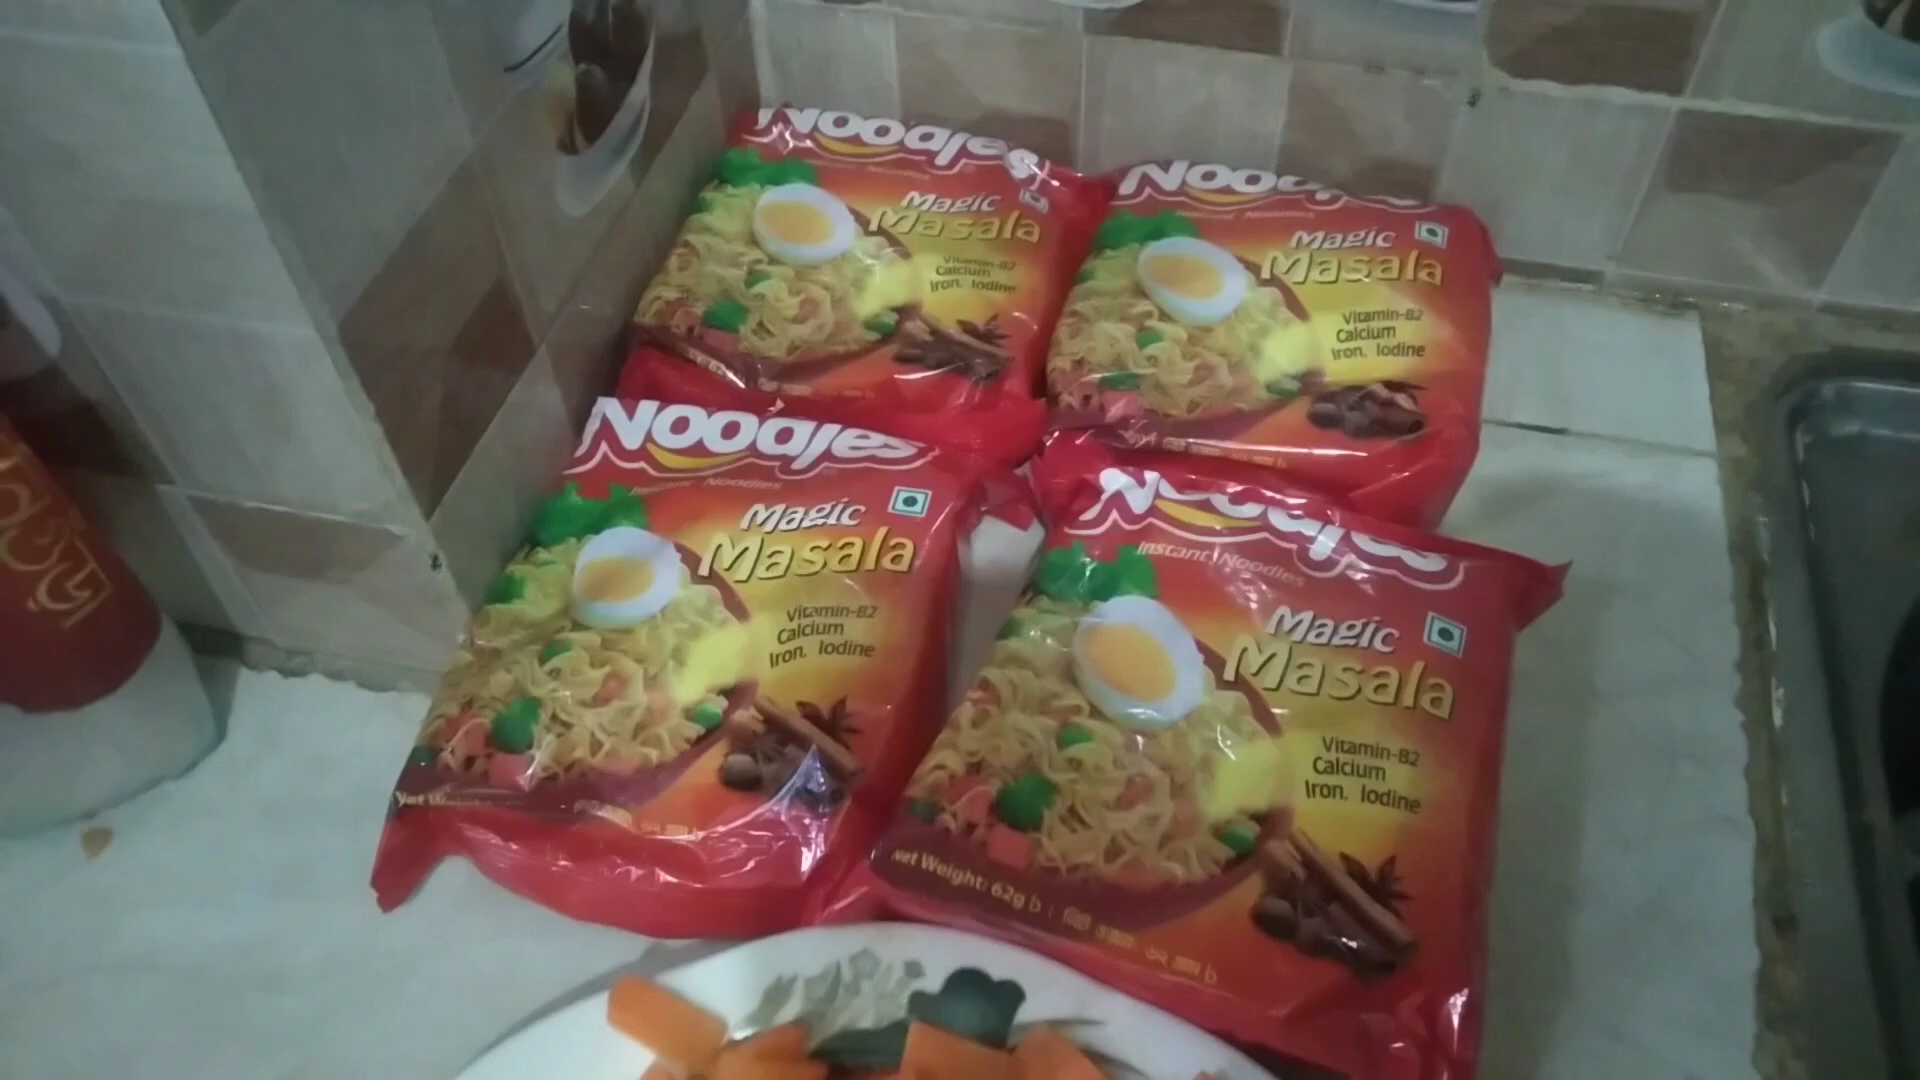 Noodles
Magic
Masala
Vitamin-B2
Calcium
Iron, Iodine
Noodles
Instant Noodles
Magic
Masala
Vitamin-B2
Calcium
Iron, Iodine
Noodles
Instant Noodles
Magic
Masala
Vitamin-B2
Calcium
Iron, Iodine
Noodles
Instant Noodles
Magic
Masala
Vitamin-B2
Calcium
Iron, Iodine
Net Weight: 62g